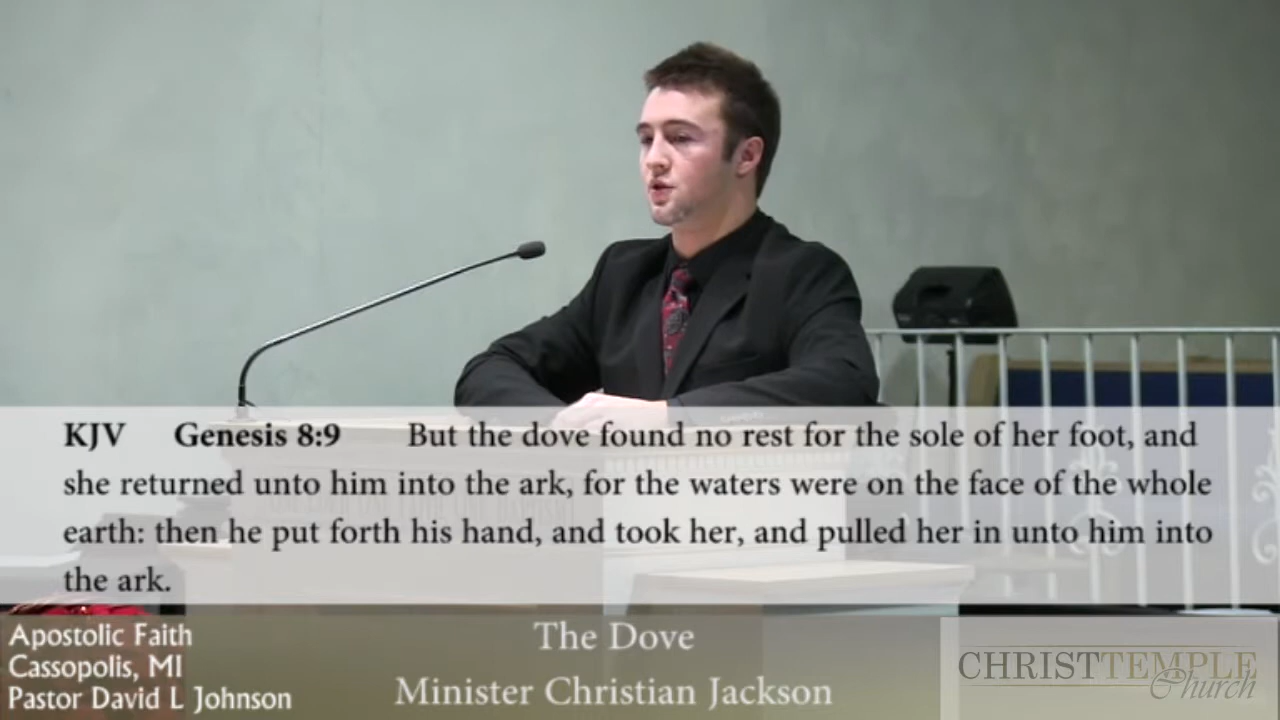 KJV Genesis 8:9 But the dove found no rest for the sole of her foot, and
she returned unto him into the ark, for the waters were on the face of the whole
earth: then he put forth his hand, and took her, and pulled her in unto him into
the ark.
Apostolic Faith
Cassopolis, MI
Pastor David L Johnson
The Dove
Minister Christian Jackson
CHRISTTEMPLE
Church